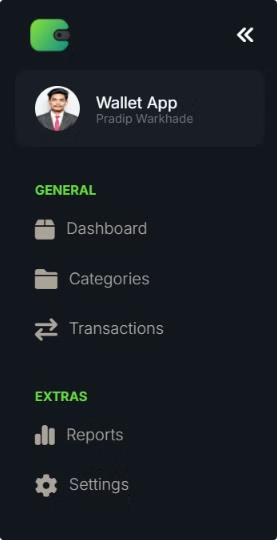 Wallet App
Pradip Warkhade
GENERAL
Dashboard
Categories
Transactions
EXTRAS
Reports
Settings